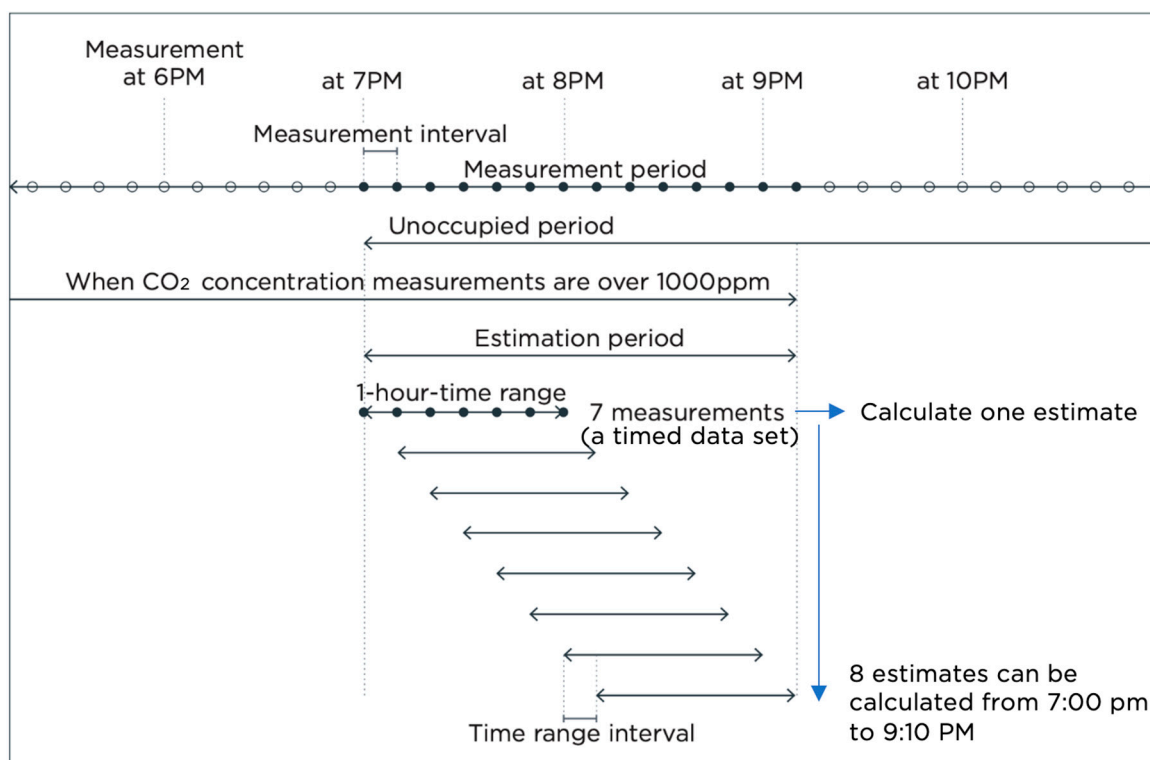 Measurement
at 6PM
at 7PM
at 8PM
at 9PM
at 10PM
Measurement interval
Measurement period
Unoccupied period
When CO₂ concentration measurements are over 1000ppm
Estimation period
1-hour-time range
7 measurements
(a timed data set)
Calculate one estimate
8 estimates can be
calculated from 7:00 pm
to 9:10 PM
Time range interval